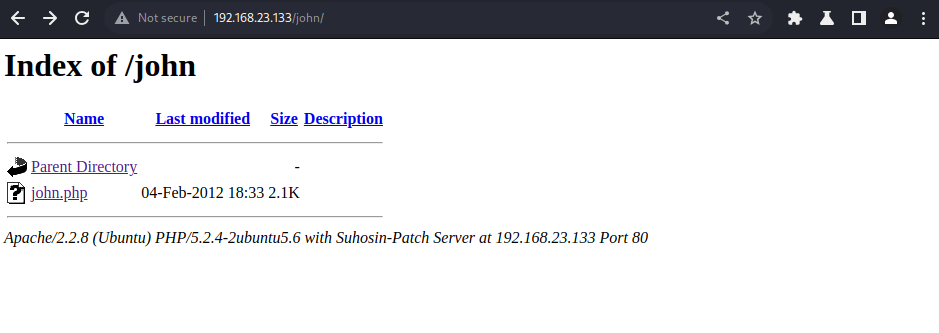 Not secure 192.168.23.133/john/
Index of /john
Name Last modified Size Description
Parent Directory -
john.php 04-Feb-2012 18:33 2.1K
Apache/2.2.8 (Ubuntu) PHP/5.2.4-2ubuntu5.6 with Suhosin-Patch Server at 192.168.23.133 Port 80